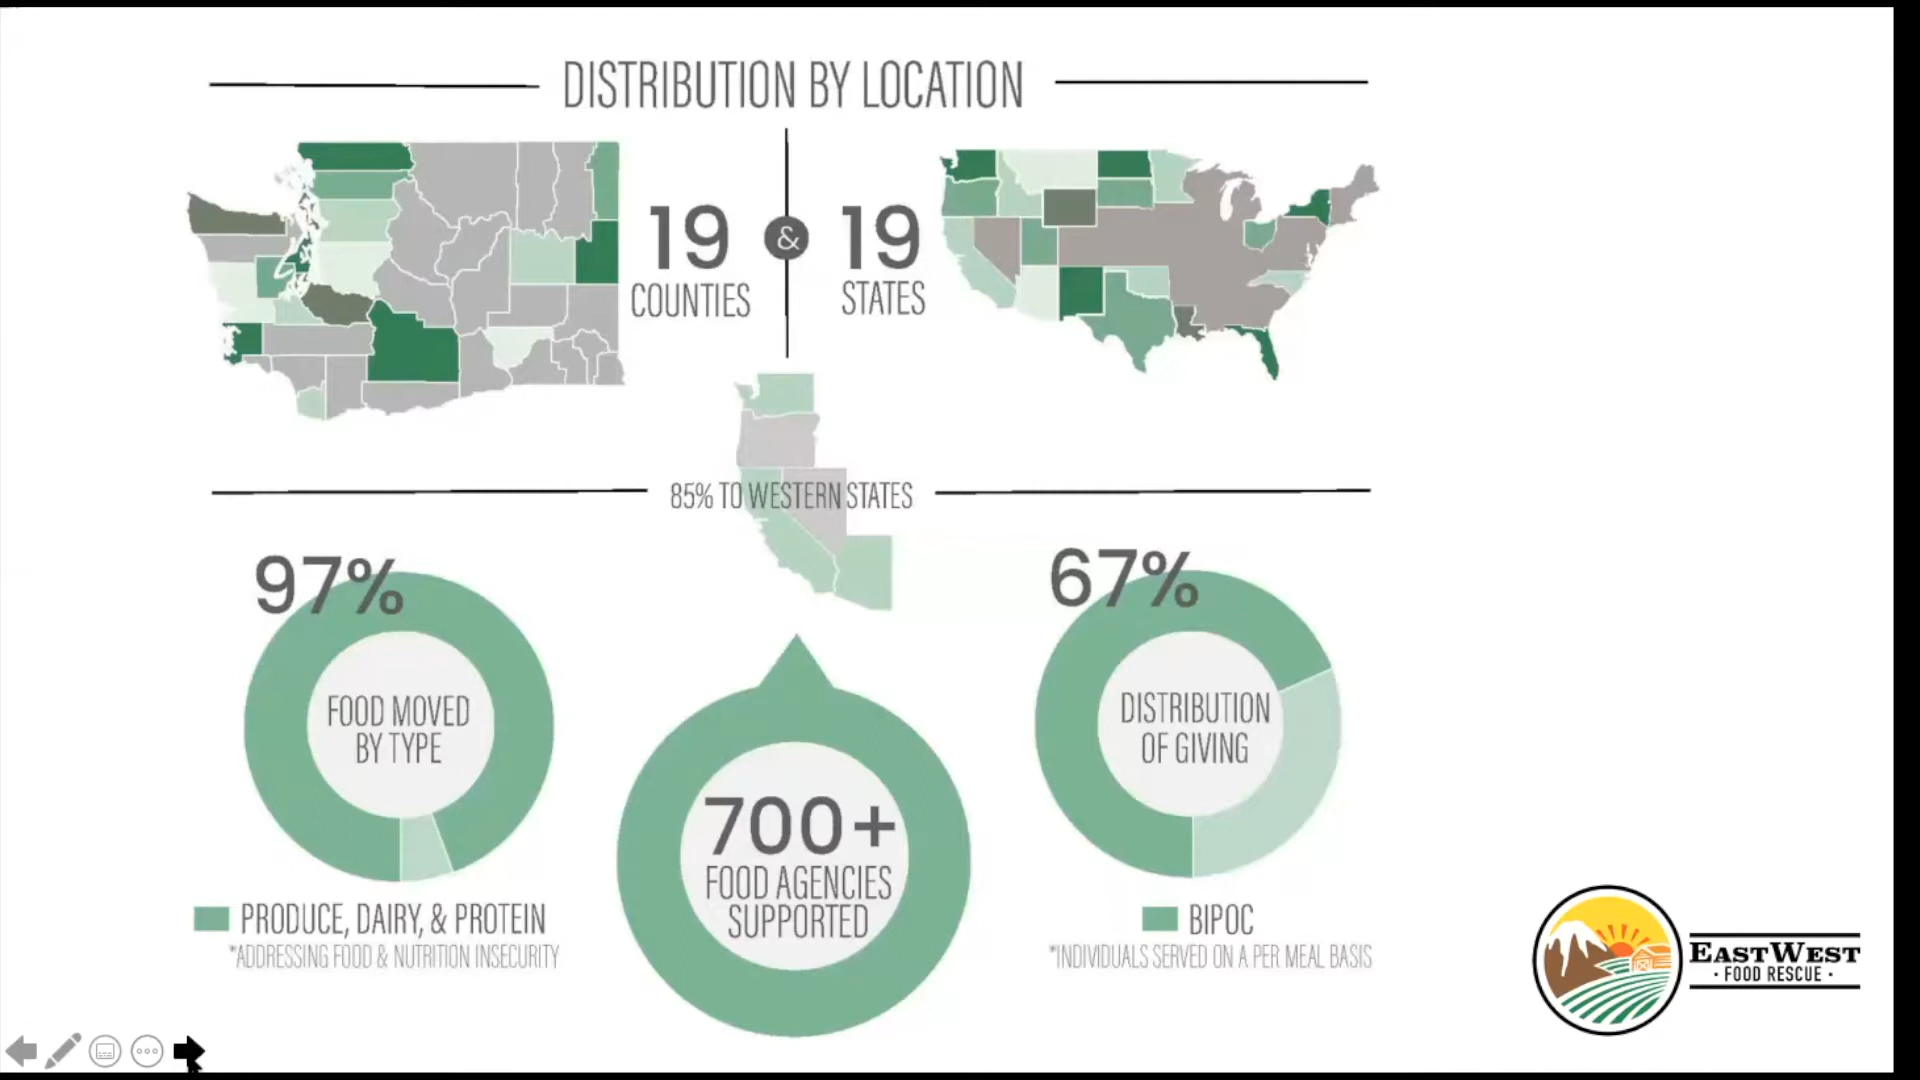 DISTRIBUTION BY LOCATION
19
COUNTIES
&
19
STATES
85% TO WESTERN STATES
97%
FOOD MOVED
BY TYPE
PRODUCE, DAIRY, & PROTEIN
*ADDRESSING FOOD & NUTRITION INSECURITY
700+
FOOD AGENCIES
SUPPORTED
67%
DISTRIBUTION
OF GIVING
BIPOC
*INDIVIDUALS SERVED ON A PER MEAL BASIS
EASTWEST
· FOOD RESCUE ·